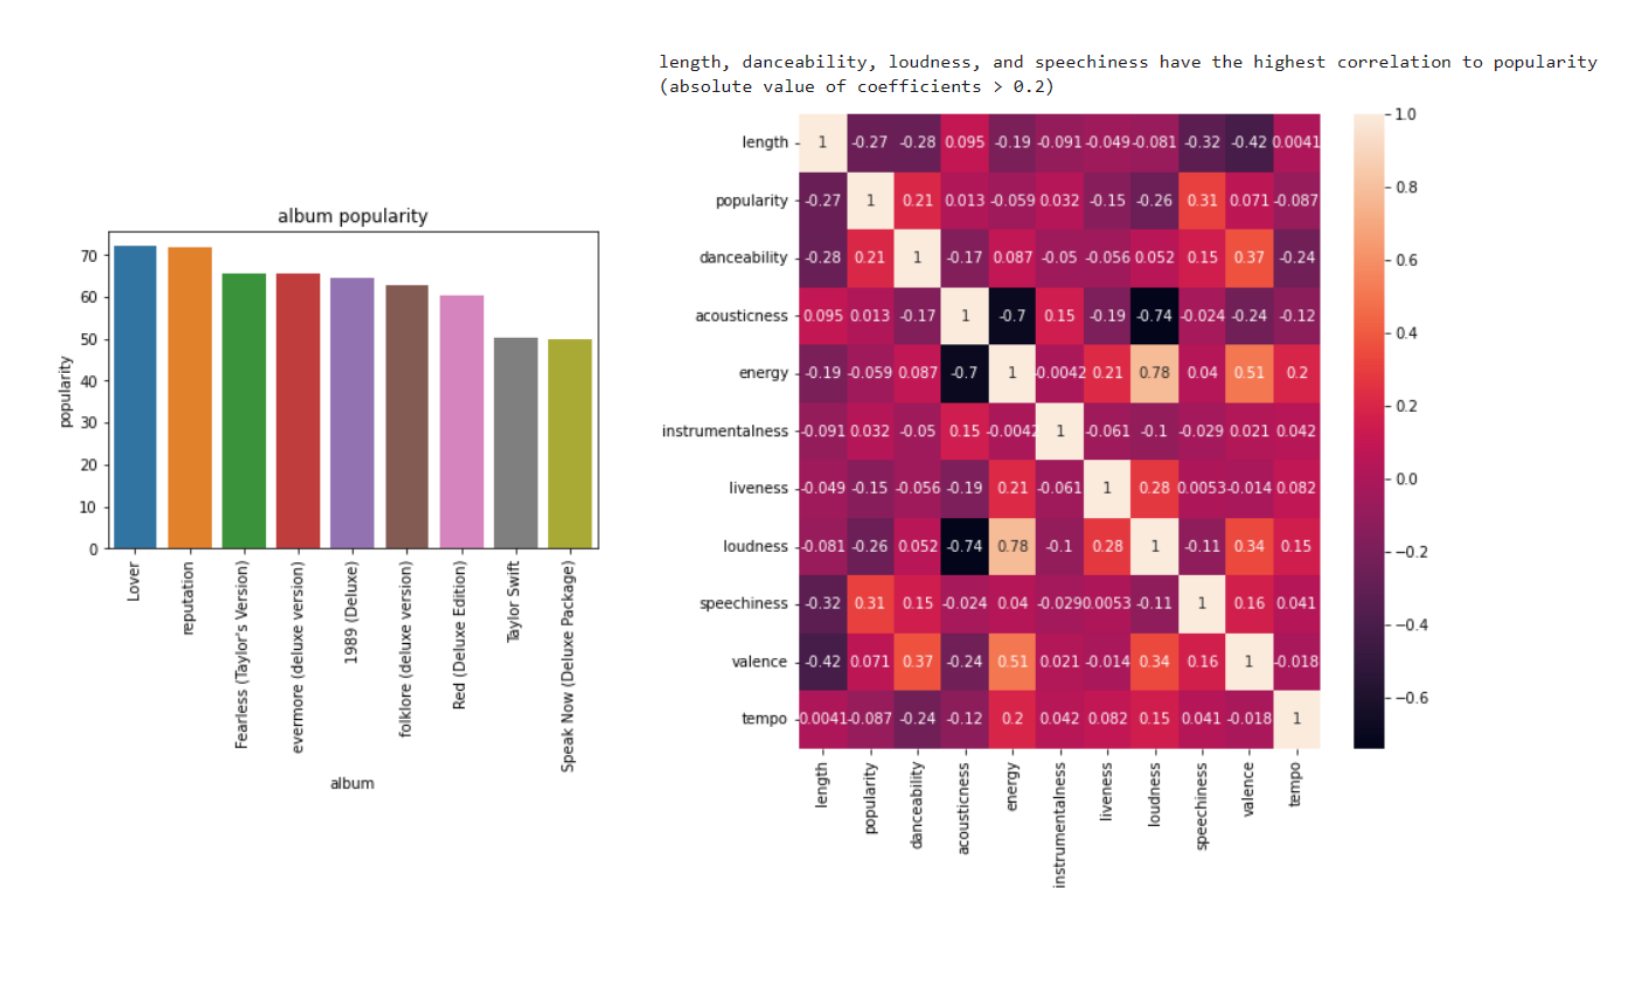 length, danceability, loudness, and speechiness have the highest correlation to popularity
(absolute value of coefficients > 0.2)
album popularity
popularity
70
60
50
40
30
20
10
0
Lover
reputation
Fearless (Taylor's Version)
evermore (deluxe version)
1989 (Deluxe)
folklore (deluxe version)
Red (Deluxe Edition)
Taylor Swift
Speak Now (Deluxe Package)
album
length 1 -0.27 -0.28 0.095 -0.19 -0.091 -0.049 -0.081 -0.32 -0.42 0.0041
popularity -0.27 1 0.21 0.013 -0.059 0.032 -0.15 -0.26 0.31 0.071 -0.087
danceability -0.28 0.21 1 -0.17 0.087 -0.05 -0.056 0.052 0.15 0.37 -0.24
acousticness 0.095 0.013 -0.17 1 -0.7 0.15 -0.19 -0.74 -0.024 -0.24 -0.12
energy -0.19 -0.059 0.087 -0.7 1 -0.0042 0.21 0.78 0.04 0.51 0.2
instrumentalness -0.091 0.032 -0.05 0.15 -0.0042 1 -0.061 -0.1 -0.029 0.021 0.042
liveness -0.049 -0.15 -0.056 -0.19 0.21 -0.061 1 0.28 0.0053 -0.014 0.082
loudness -0.081 -0.26 0.052 -0.74 0.78 -0.1 0.28 1 -0.11 0.34 0.15
speechiness -0.32 0.31 0.15 -0.024 0.04 -0.029 0.0053 -0.11 1 0.16 0.041
valence -0.42 0.071 0.37 -0.24 0.51 0.021 -0.014 0.34 0.16 1 -0.018
tempo 0.0041 -0.087 -0.24 -0.12 0.2 0.042 0.082 0.15 0.041 -0.018 1
length
popularity
danceability
acousticness
energy
instrumentalness
liveness
loudness
speechiness
valence
tempo
1.0
0.8
0.6
0.4
0.2
0.0
−0.2
−0.4
−0.6